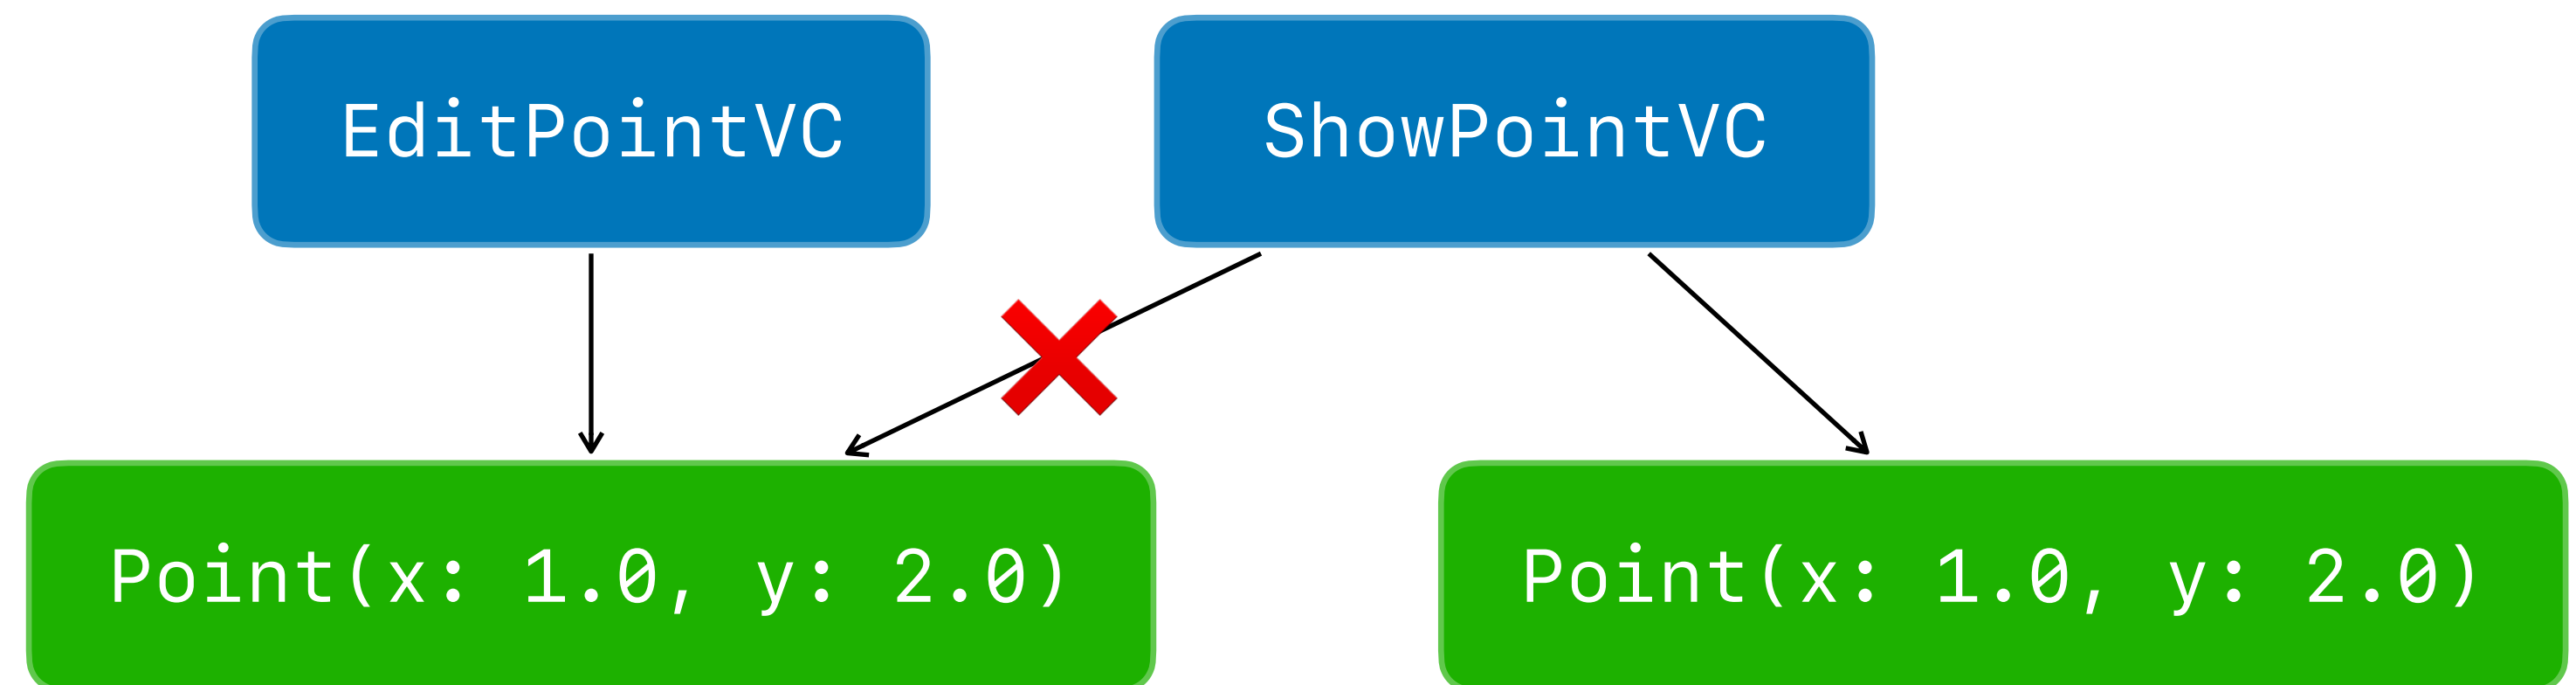 EditPointVC
ShowPointVC
Point(x: 1.0, y: 2.0)
Point(x: 1.0, y: 2.0)